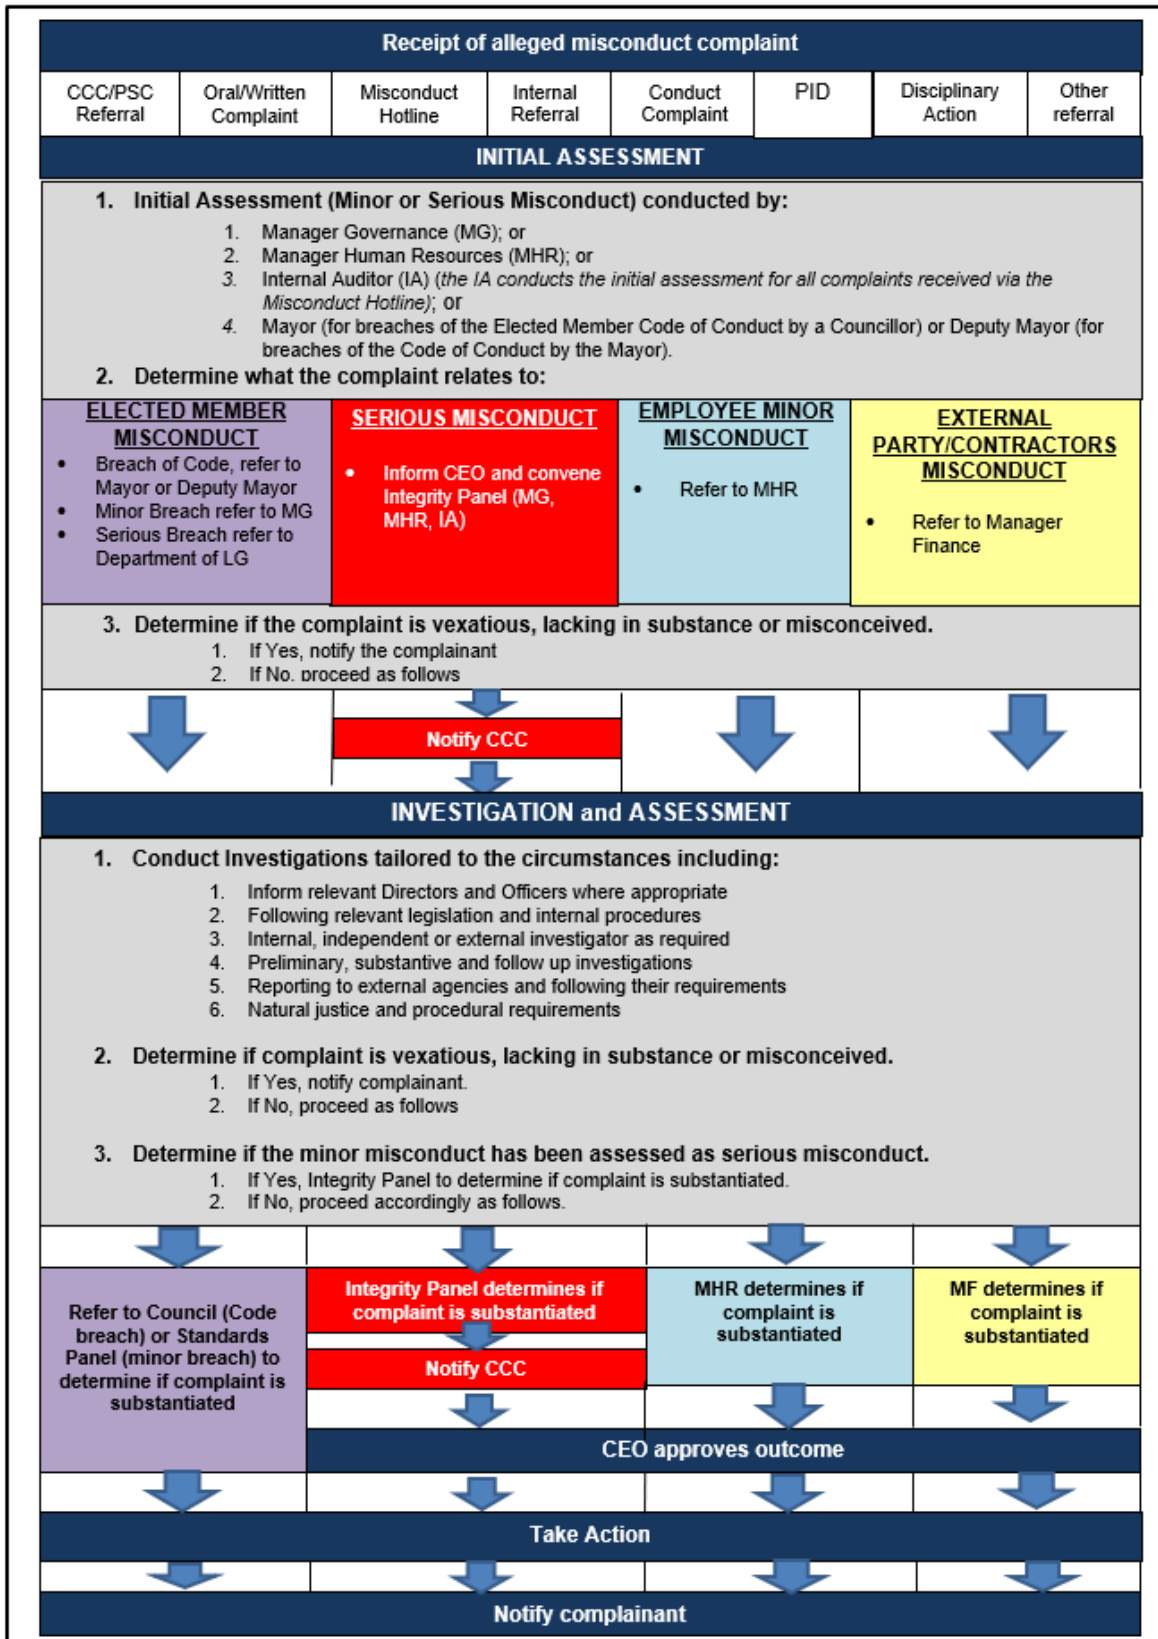 Receipt of alleged misconduct complaint
CCC/PSC
Referral
Oral/Written
Complaint
Misconduct
Hotline
Internal
Referral
Conduct
Complaint
PID
Disciplinary
Action
Other
referral
INITIAL ASSESSMENT
1. Initial Assessment (Minor or Serious Misconduct) conducted by:
1. Manager Governance (MG); or
2. Manager Human Resources (MHR); or
3. Internal Auditor (IA) (the IA conducts the initial assessment for all complaints received via the
Misconduct Hotline); or
4. Mayor (for breaches of the Elected Member Code of Conduct by a Councillor) or Deputy Mayor (for
breaches of the Code of Conduct by the Mayor).
2. Determine what the complaint relates to:
ELECTED MEMBER
MISCONDUCT
• Breach of Code, refer to
Mayor or Deputy Mayor
• Minor Breach refer to MG
• Serious Breach refer to
Department of LG
SERIOUS MISCONDUCT
• Inform CEO and convene
Integrity Panel (MG,
MHR, IA)
EMPLOYEE MINOR
MISCONDUCT
• Refer to MHR
EXTERNAL
PARTY/CONTRACTORS
MISCONDUCT
• Refer to Manager
Finance
3. Determine if the complaint is vexatious, lacking in substance or misconceived.
1. If Yes, notify the complainant
2. If No, proceed as follows
Notify CCC
INVESTIGATION and ASSESSMENT
1. Conduct Investigations tailored to the circumstances including:
1. Inform relevant Directors and Officers where appropriate
2. Following relevant legislation and internal procedures
3. Internal, independent or external investigator as required
4. Preliminary, substantive and follow up investigations
5. Reporting to external agencies and following their requirements
6. Natural justice and procedural requirements
2. Determine if complaint is vexatious, lacking in substance or misconceived.
1. If Yes, notify complainant.
2. If No, proceed as follows
3. Determine if the minor misconduct has been assessed as serious misconduct.
1. If Yes, Integrity Panel to determine if complaint is substantiated.
2. If No, proceed accordingly as follows.
Refer to Council (Code
breach) or Standards
Panel (minor breach) to
determine if complaint is
substantiated
Integrity Panel determines if
complaint is substantiated
Notify CCC
MHR determines if
complaint is
substantiated
MF determines if
complaint is
substantiated
CEO approves outcome
Take Action
Notify complainant